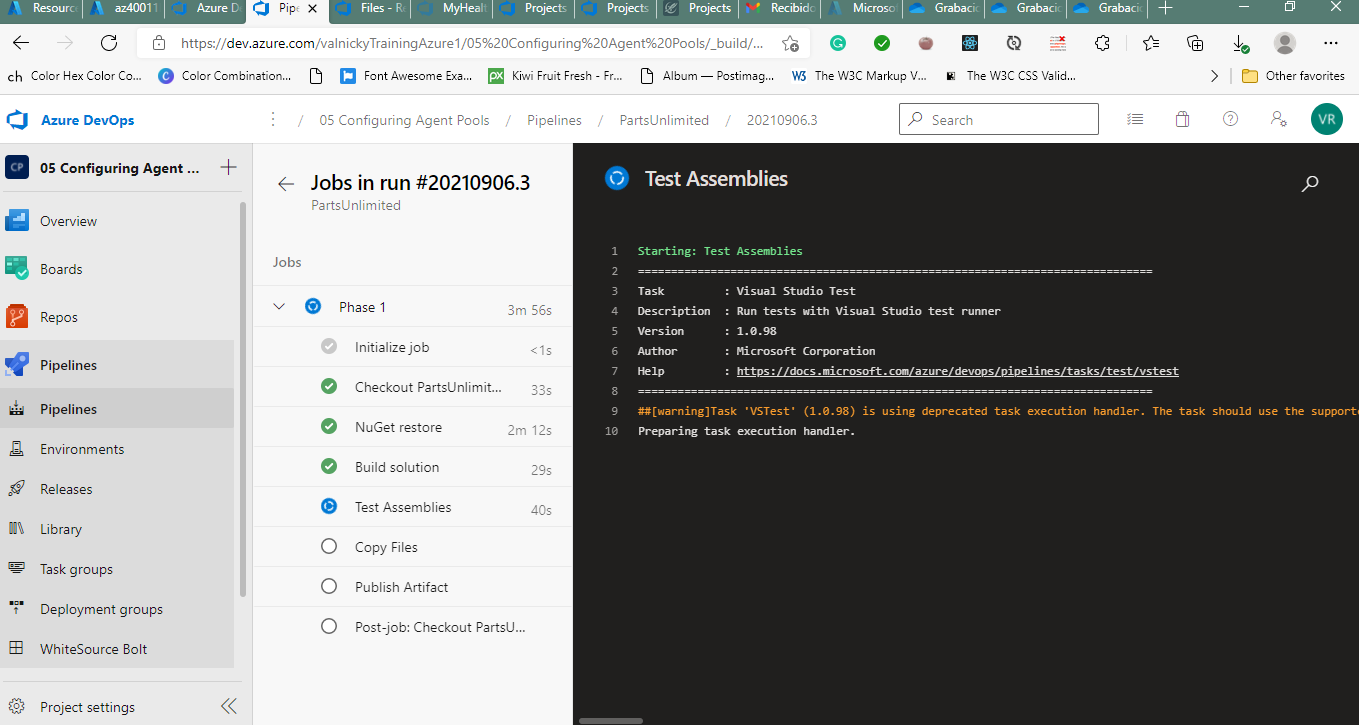 Resourc
az40011
Azure De
Pipe
Files - Re
MyHealt
Projects
Projects
Projects
Recibido
Microso
Grabació
Grabació
Grabació
https://dev.azure.com/valnickyTrainingAzure1/05%20Configuring%20Agent%20Pools/_build/...
ch Color Hex Color Co...
Color Combination...
Font Awesome Exa...
Kiwi Fruit Fresh - Fr...
Album — Postimag...
W3 The W3C Markup V...
The W3C CSS Valid...
Other favorites
Azure DevOps
/ 05 Configuring Agent Pools / Pipelines / PartsUnlimited / 20210906.3
Search
VR
CP 05 Configuring Agent ...
Overview
Boards
Repos
Pipelines
Pipelines
Environments
Releases
Library
Task groups
Deployment groups
WhiteSource Bolt
Project settings
Jobs in run #20210906.3
PartsUnlimited
Jobs
Phase 1 3m 56s
Initialize job <1s
Checkout PartsUnlimit... 33s
NuGet restore 2m 12s
Build solution 29s
Test Assemblies 40s
Copy Files
Publish Artifact
Post-job: Checkout PartsU...
Test Assemblies
1 Starting: Test Assemblies
2 ==============================================================================
3 Task : Visual Studio Test
4 Description : Run tests with Visual Studio test runner
5 Version : 1.0.98
6 Author : Microsoft Corporation
7 Help : https://docs.microsoft.com/azure/devops/pipelines/tasks/test/vstest
8 ==============================================================================
9 ##[warning]Task 'VSTest' (1.0.98) is using deprecated task execution handler. The task should use the supporte
10 Preparing task execution handler.